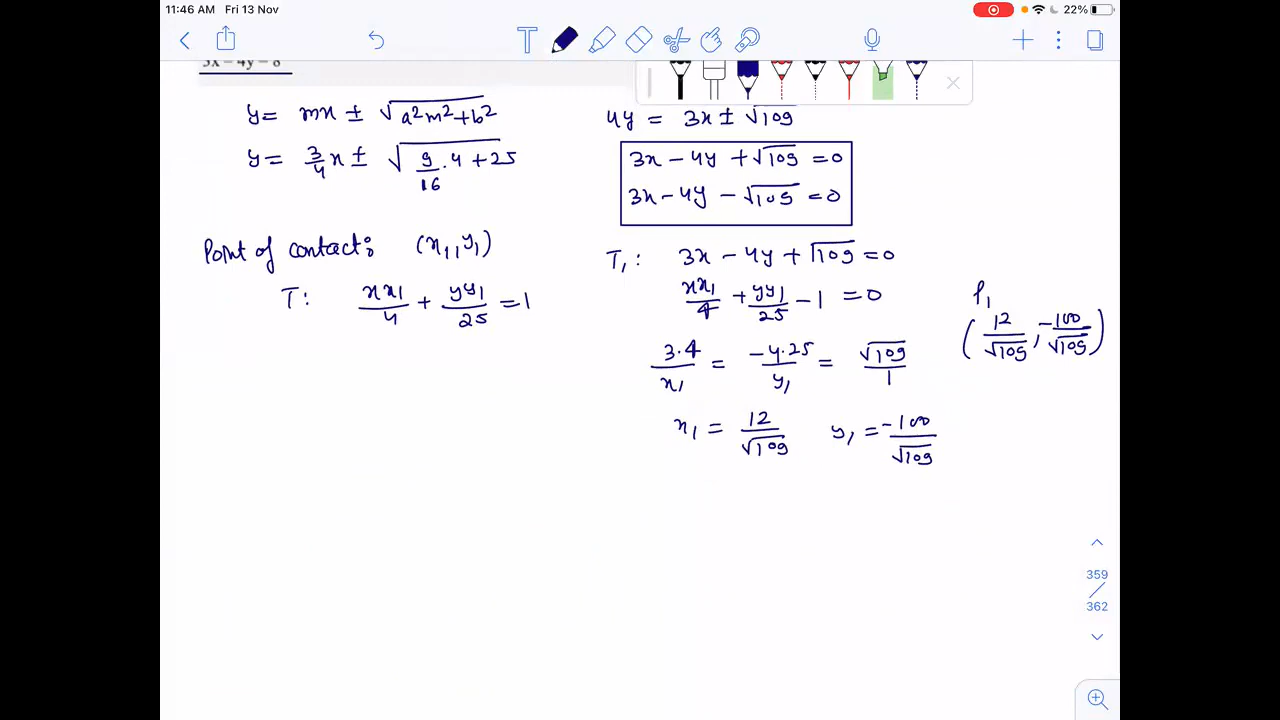 11:46 AM Fri 13 Nov 22%
3x − 4y = 8
y = mx ± √(a²m² + b²)
y = 3/4 x ± √(9/16 · 4 + 25)
4y = 3x ± √109
3x − 4y + √109 = 0
3x − 4y − √109 = 0
Point of contact: (x₁, y₁)
T: xx₁/4 + yy₁/25 = 1
T₁: 3x − 4y + √109 = 0
xx₁/4 + yy₁/25 − 1 = 0
3·4/x₁ = −4·25/y₁ = √109/1
x₁ = 12/√109 y₁ = −100/√109
P₁
(12/√109, −100/√109)
359
362